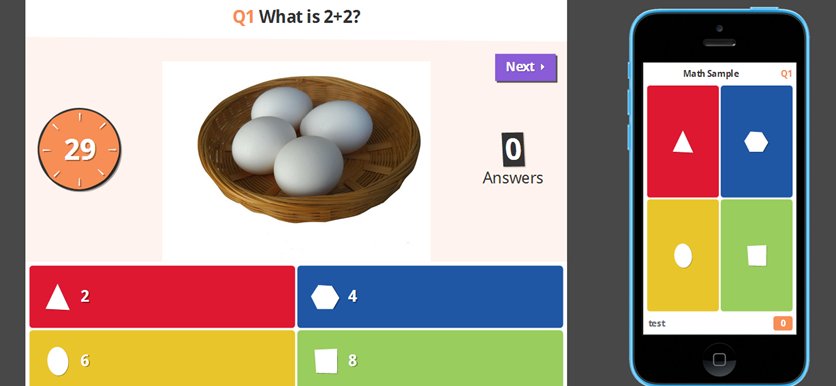 Q1 What is 2+2?
Next
29
0
Answers
2
4
6
8
Math Sample Q1
test 0